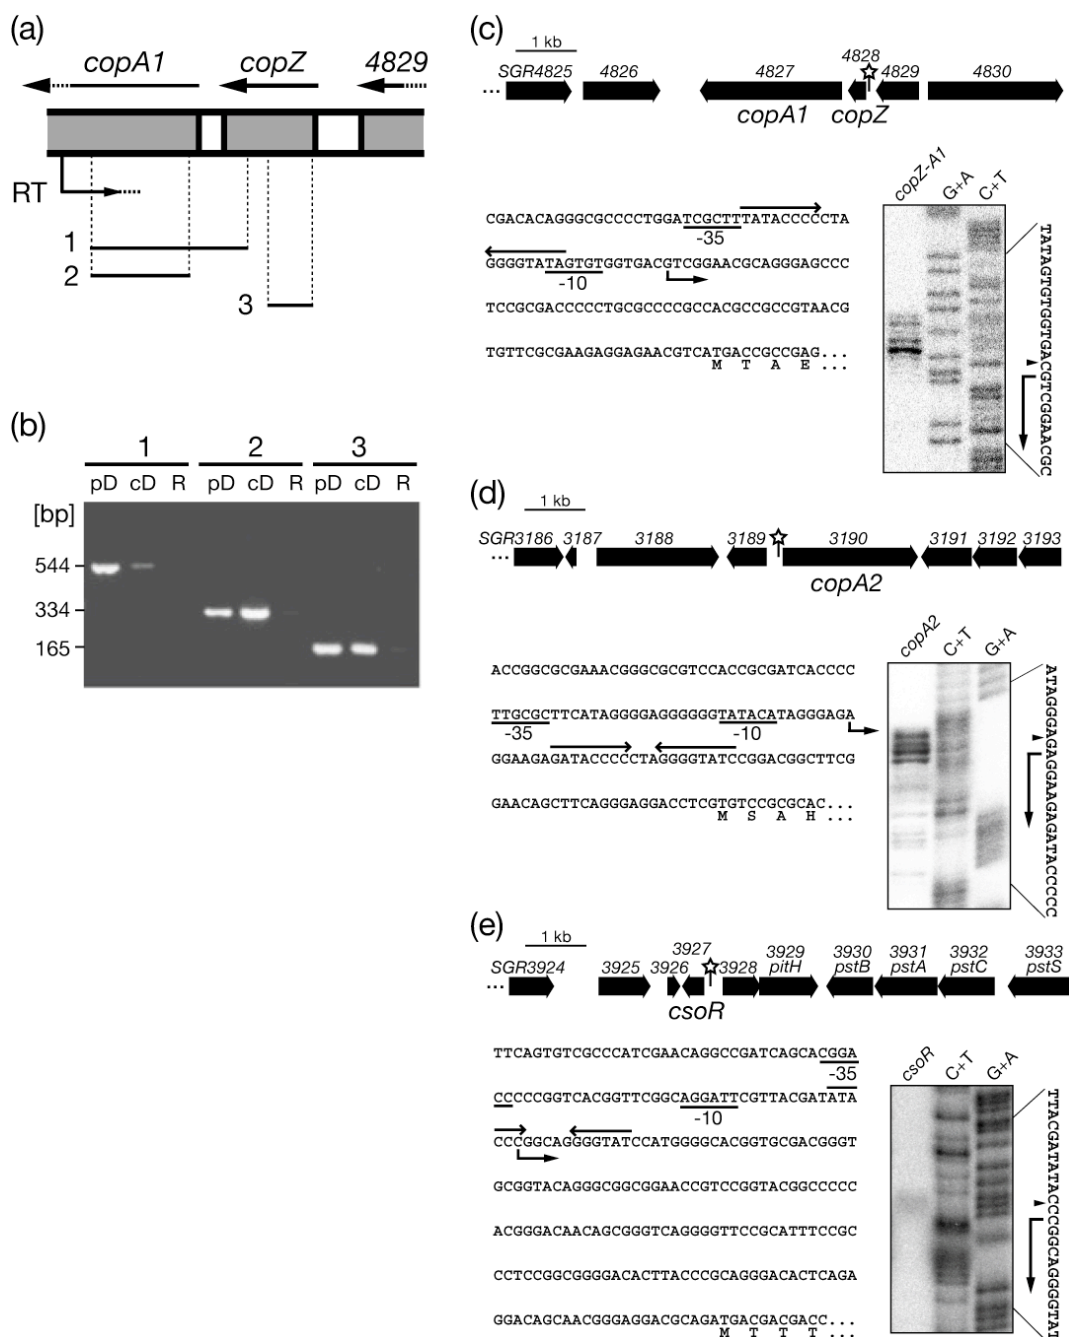 (a)
copA1 copZ 4829
RT
1
2
3
(b)
1 2 3
pD cD R pD cD R pD cD R
[bp]
544
334
165
(c)
1 kb
4828
SGR4825 4826 4827 4829 4830
...
copA1 copZ
copZ-A1 G+A C+T
CGACACAGGGCGCCCCTGGATCGCTTTATACCCCCTA
-35
GGGGTATAGTGTGGTGACGTCGGAACGCAGGGAGCCC
-10
TCCGCGACCCCCTGCGCCCCGCCACGCCGCCGTAACG
TGTTCGCGAAGAGGAGAACGTCATGACCGCCGAG...
M T A E ...
TATAGTGTGGTGACGTCGGAACGC
(d)
1 kb
SGR3186 3187 3188 3189 3190 3191 3192 3193
...
copA2
copA2 C+T G+A
ACCGGCGCGAAACGGGCGCGTCCACCGCGATCACCCC
TTGCGCTTCATAGGGGAGGGGGGTATACATAGGGAGA
-35 -10
GGAAGAGATACCCCCTAGGGGTATCCGGACGGCTTCG
GAACAGCTTCAGGGAGGACCTCGTGTCCGCGCAC...
M S A H ...
ATAGGGAGAGGAAGAGATACCCCC
(e)
1 kb
3927 3929 3930 3931 3932 3933
SGR3924 3925 3926 3928 pitH pstB pstA pstC pstS
...
csoR
csoR C+T G+A
TTCAGTGTCGCCCATCGAACAGGCCGATCAGCACGGA
-35
CCCCCGGTCACGGTTCGGCAGGATTCGTTACGATATA
-10
CCCGGCAGGGGTATCCATGGGGCACGGTGCGACGGGT
GCGGTACAGGGCGGCGGAACCGTCCGGTACGGCCCCC
ACGGGACAACAGCGGGTCAGGGGTTCCGCATTTCCGC
CCTCCGGCGGGGACACTTACCCGCAGGGACACTCAGA
GGACAGCAACGGGAGGACGCAGATGACGACGACC...
M T T T ...
TTACGATATACCCGGCAGGGGTAT